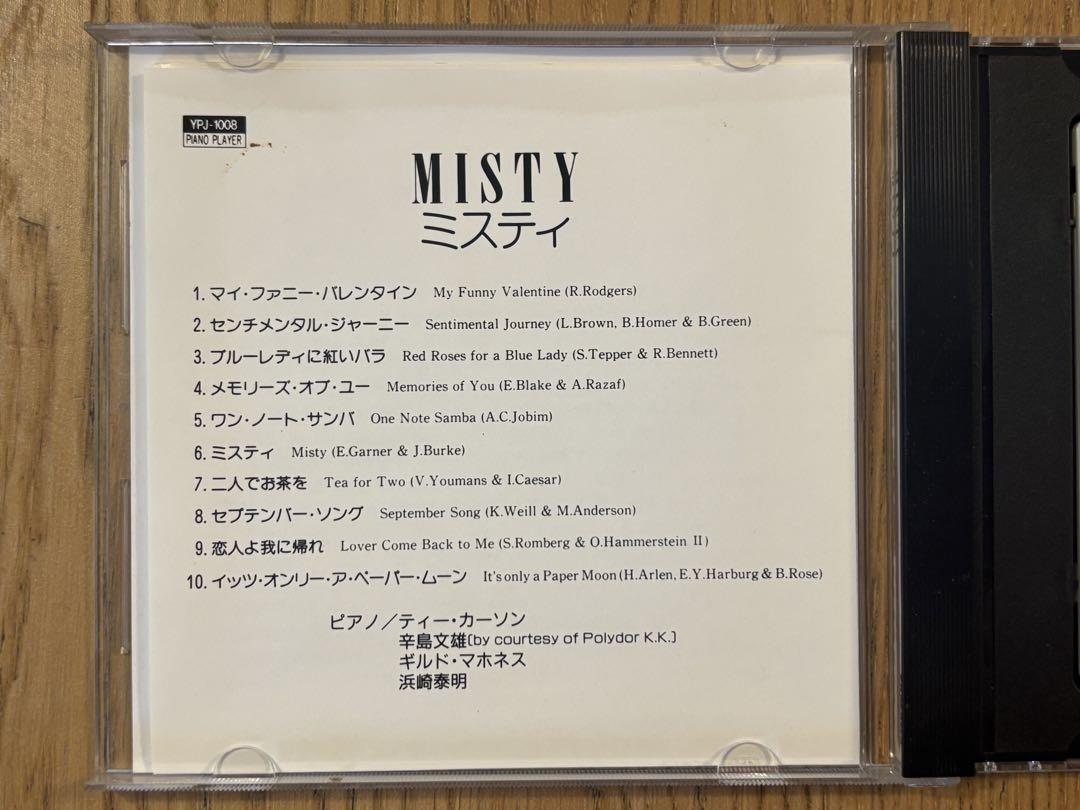 YPJ-1008
PIANO PLAYER
MISTY
ミスティ
1. マイ・ファニー・バレンタイン My Funny Valentine (R.Rodgers)
2. センチメンタル・ジャーニー Sentimental Journey (L.Brown, B.Homer & B.Green)
3. ブルーレディに紅いバラ Red Roses for a Blue Lady (S.Tepper & R.Bennett)
4. メモリーズ・オブ・ユー Memories of You (E.Blake & A.Razaf)
5. ワン・ノート・サンバ One Note Samba (A.C.Jobim)
6. ミスティ Misty (E.Garner & J.Burke)
7. 二人でお茶を Tea for Two (V.Youmans & I.Caesar)
8. セプテンバー・ソング September Song (K.Weill & M.Anderson)
9. 恋人よ我に帰れ Lover Come Back to Me (S.Romberg & O.Hammerstein II)
10. イッツ・オンリー・ア・ペーパー・ムーン It's only a Paper Moon (H.Arlen, E.Y.Harburg & B.Rose)
ピアノ／ティー・カーソン
辛島文雄[by courtesy of Polydor K.K.]
ギルド・マホネス
浜崎泰明